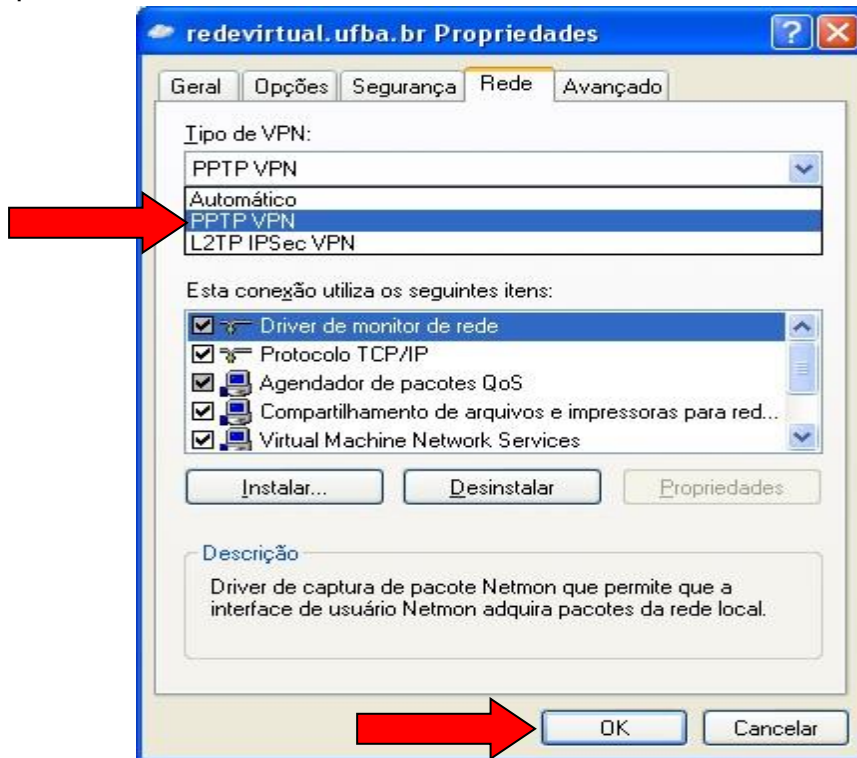 redevirtual.ufba.br Propriedades
Geral Opções Segurança Rede Avançado
Tipo de VPN:
PPTP VPN
Automático
PPTP VPN
L2TP IPSec VPN
Esta conexão utiliza os seguintes itens:
Driver de monitor de rede
Protocolo TCP/IP
Agendador de pacotes QoS
Compartilhamento de arquivos e impressoras para red...
Virtual Machine Network Services
Instalar... Desinstalar Propriedades
Descrição
Driver de captura de pacote Netmon que permite que a
interface de usuário Netmon adquira pacotes da rede local.
OK Cancelar